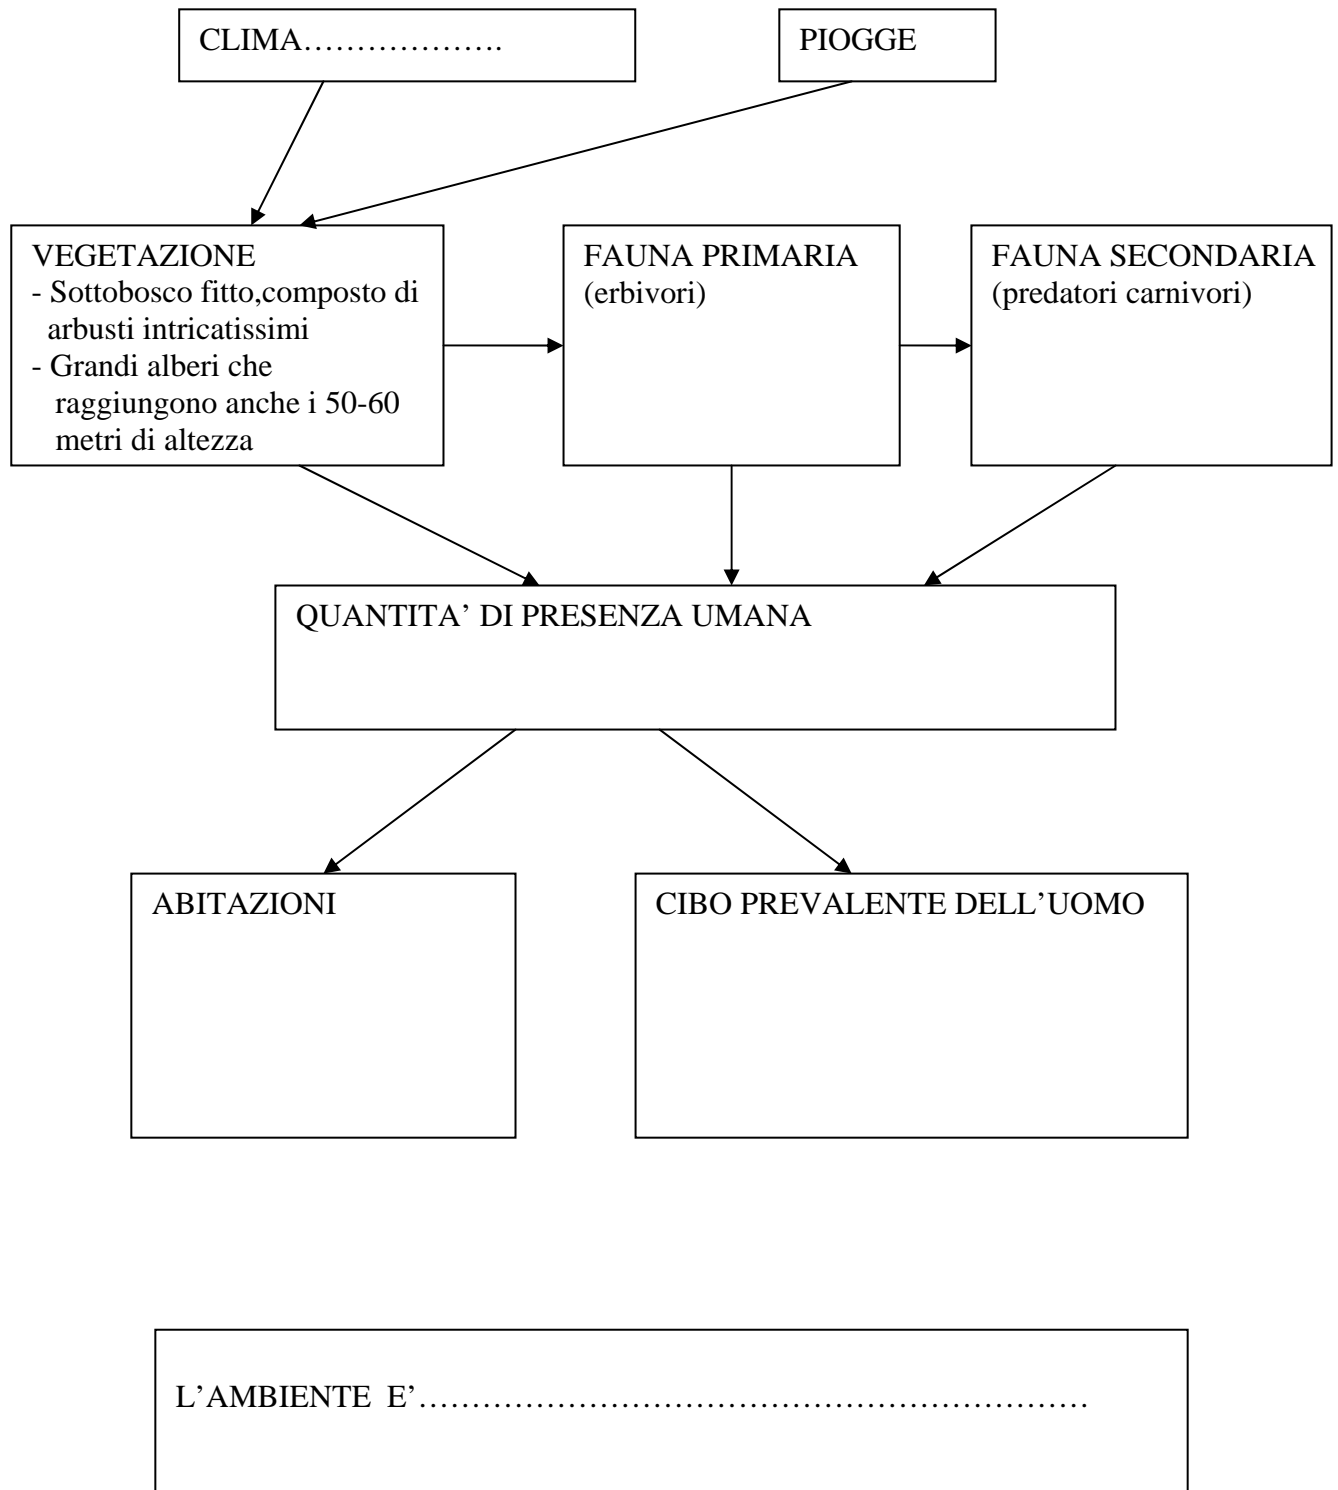 CLIMA……………….
PIOGGE
VEGETAZIONE
- Sottobosco fitto,composto di
arbusti intricatissimi
- Grandi alberi che
raggiungono anche i 50-60
metri di altezza
FAUNA PRIMARIA
(erbivori)
FAUNA SECONDARIA
(predatori carnivori)
QUANTITA’ DI PRESENZA UMANA
ABITAZIONI
CIBO PREVALENTE DELL’UOMO
L’AMBIENTE E’………………………………………………………